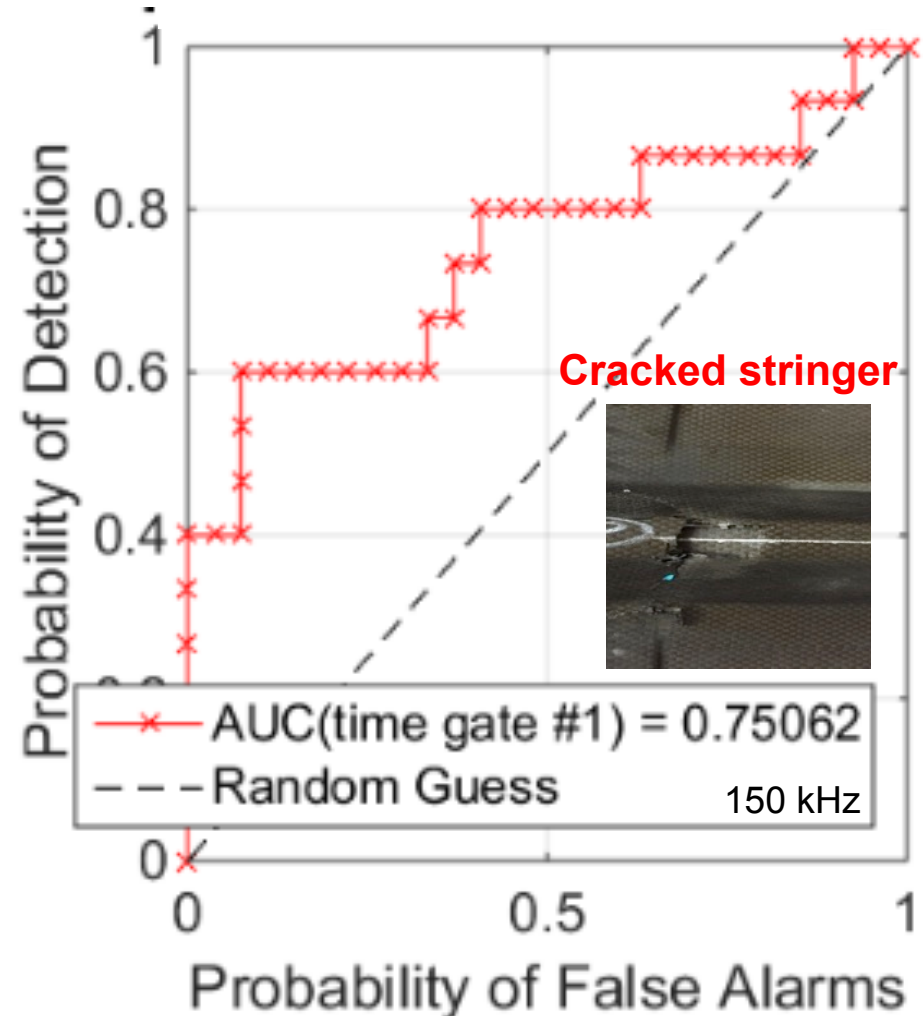 1
0.8
0.6
0.4
0
0
0.5
1
Probability of Detection
Probability of False Alarms
Cracked stringer
AUC(time gate #1) = 0.75062
Random Guess
150 kHz